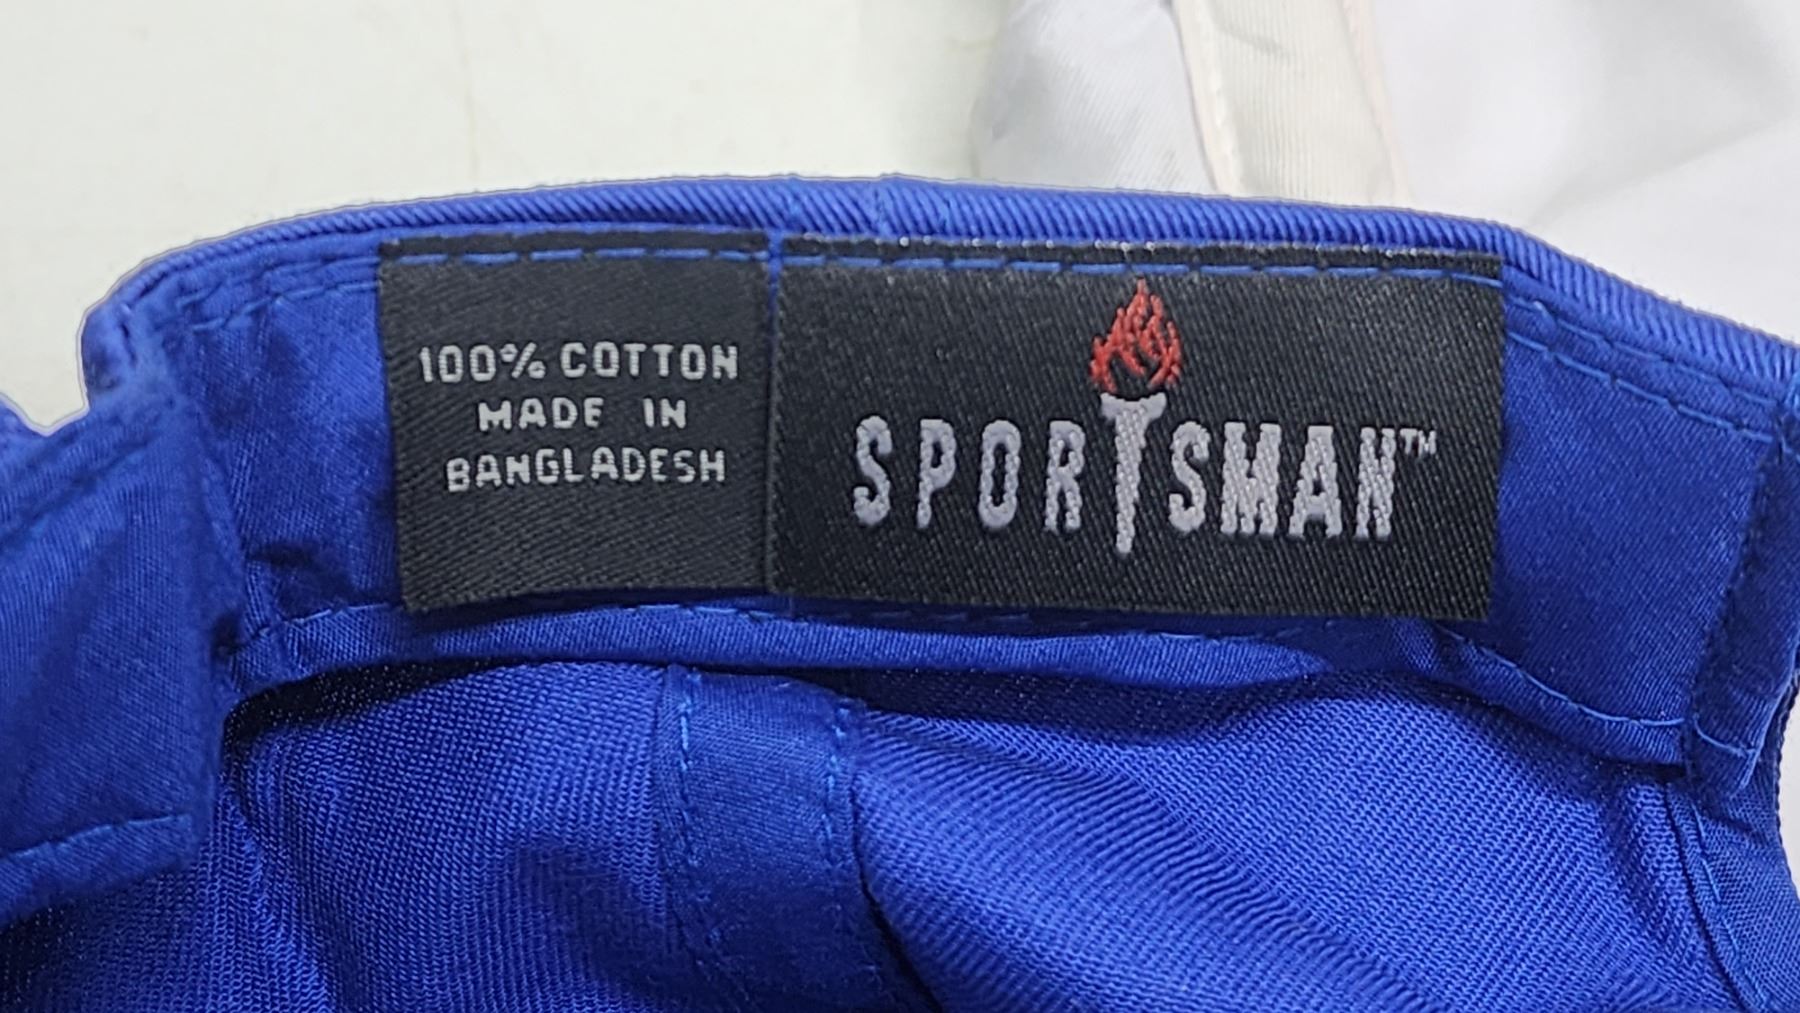 100% COTTON
MADE IN
BANGLADESH
SPORTSMAN™